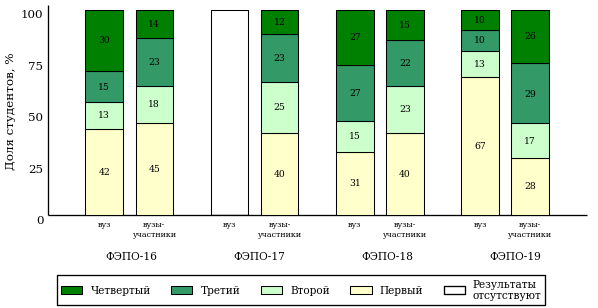 Доля студентов, %
100
75
50
25
0
30
15
13
42
14
23
18
45
12
23
25
40
27
27
15
31
15
22
23
40
10
10
13
67
26
29
17
28
вуз
вузы-
участники
вуз
вузы-
участники
вуз
вузы-
участники
вуз
вузы-
участники
ФЭПО-16
ФЭПО-17
ФЭПО-18
ФЭПО-19
Четвертый
Третий
Второй
Первый
Результаты
отсутствуют